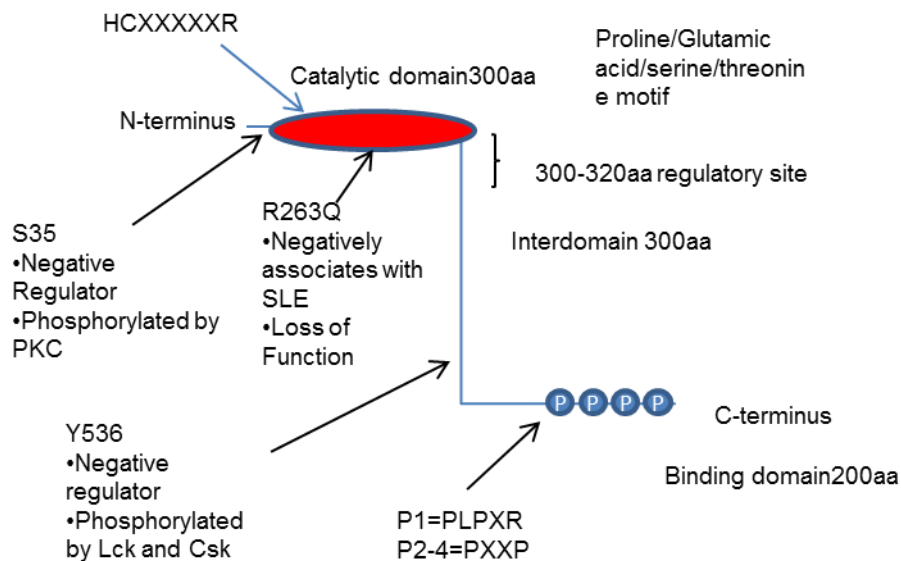 HCXXXXXR
Proline/Glutamic
acid/serine/threonin
e motif
Catalytic domain300aa
N-terminus
300-320aa regulatory site
R263Q
•Negatively
associates with
SLE
•Loss of
Function
S35
•Negative
Regulator
•Phosphorylated by
PKC
Interdomain 300aa
P P P P
C-terminus
Binding domain200aa
Y536
•Negative
regulator
•Phosphorylated
by Lck and Csk
P1=PLPXR
P2-4=PXXP